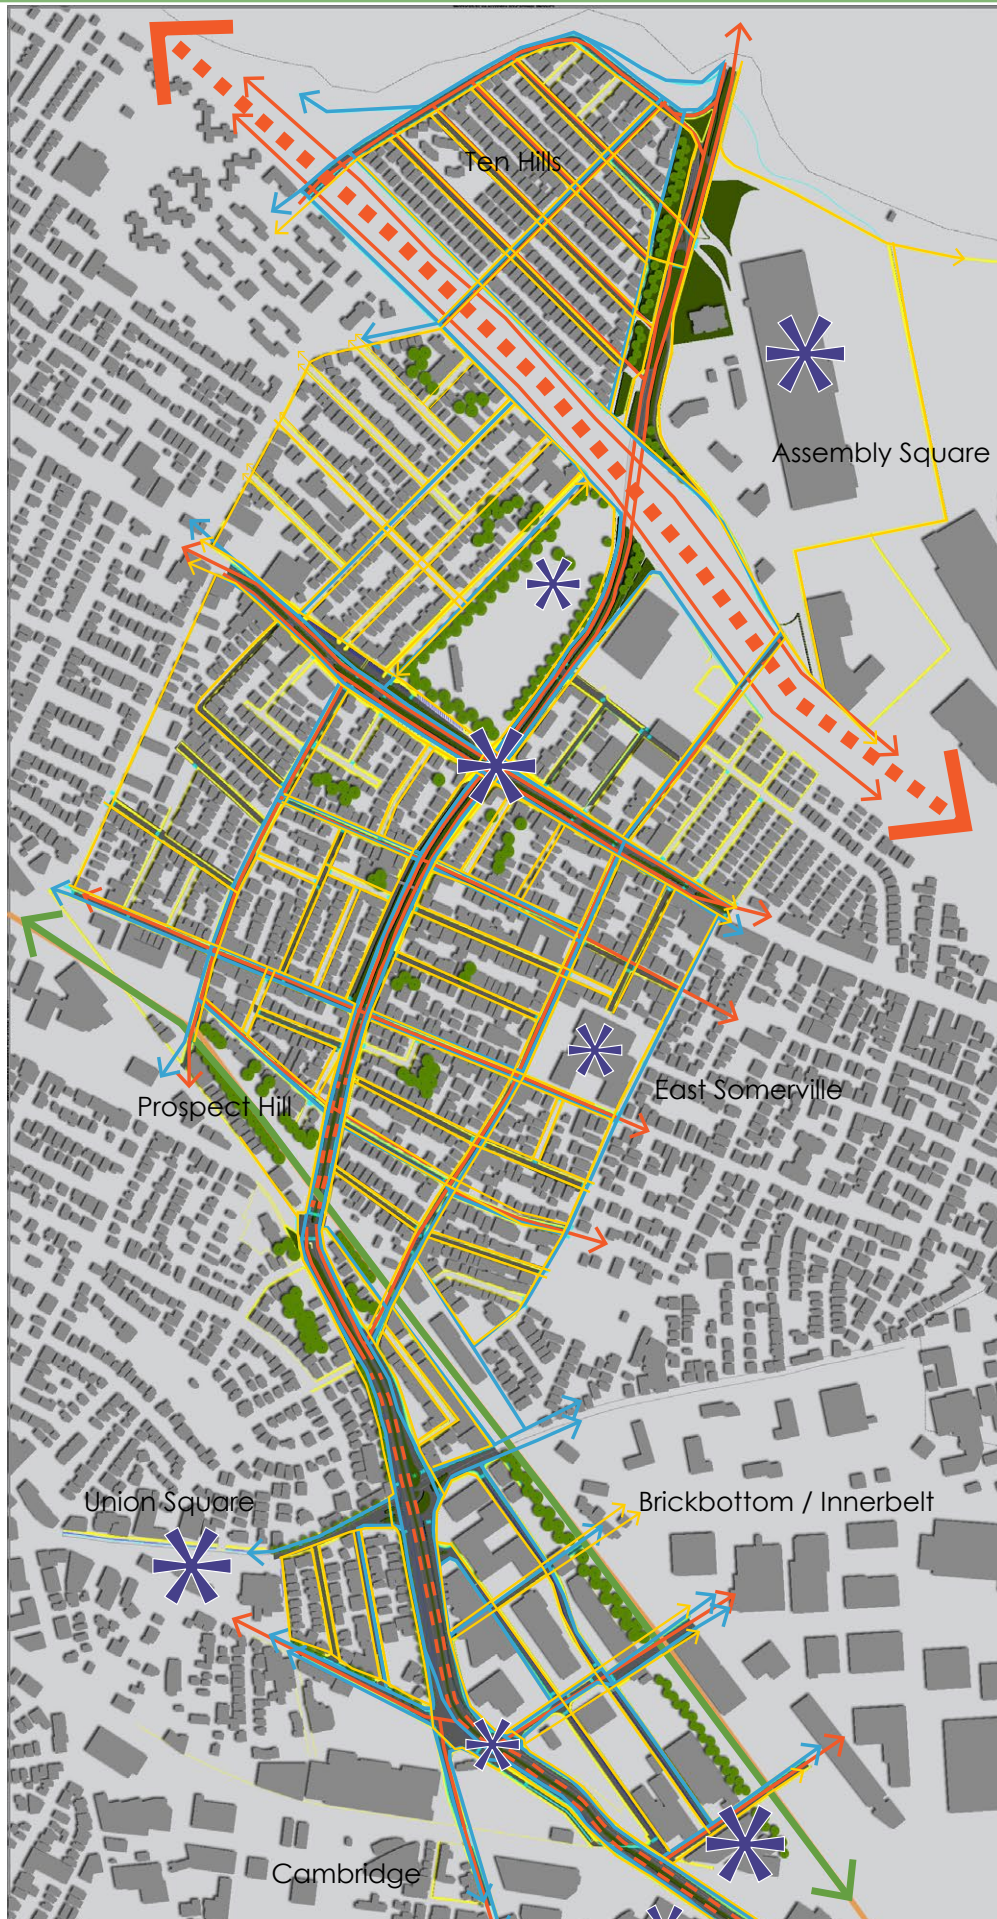 Ten Hills
Assembly Square
East Somerville
Prospect Hill
Union Square
Brickbottom / Innerbelt
Cambridge